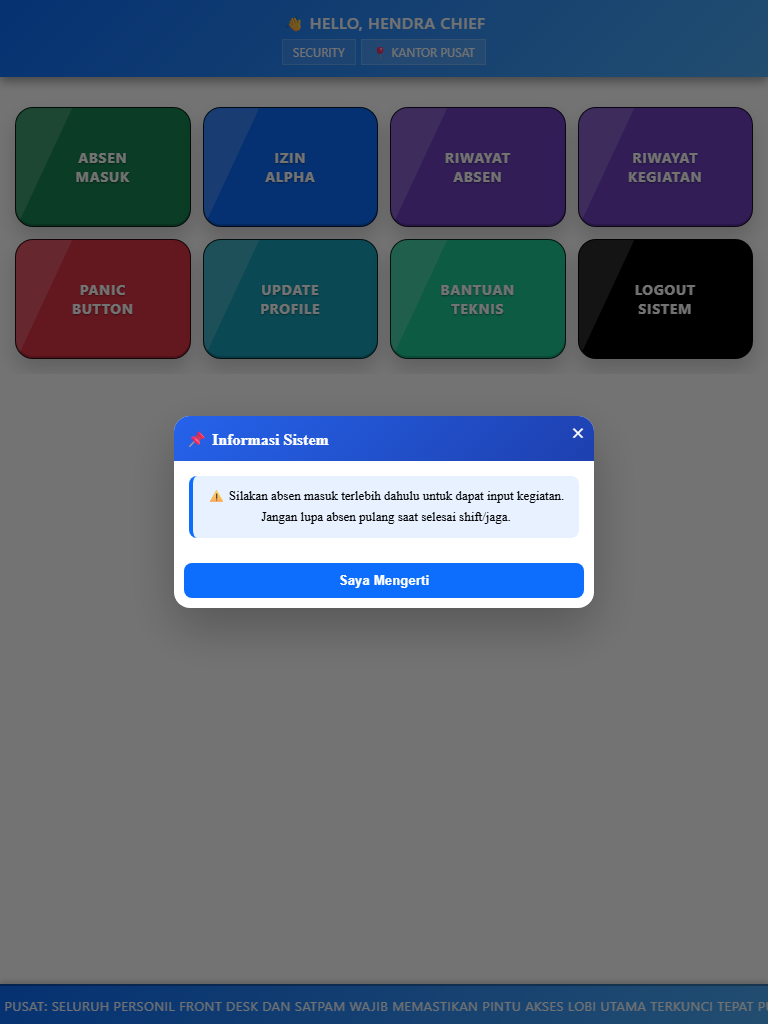 👋 HELLO, HENDRA CHIEF
SECURITY
📍 KANTOR PUSAT
ABSEN
MASUK
IZIN
ALPHA
RIWAYAT
ABSEN
RIWAYAT
KEGIATAN
PANIC
BUTTON
UPDATE
PROFILE
BANTUAN
TEKNIS
LOGOUT
SISTEM
📌 Informasi Sistem
✕
⚠️ Silakan absen masuk terlebih dahulu untuk dapat input kegiatan.
Jangan lupa absen pulang saat selesai shift/jaga.
Saya Mengerti
PUSAT: SELURUH PERSONIL FRONT DESK DAN SATPAM WAJIB MEMASTIKAN PINTU AKSES LOBI UTAMA TERKUNCI TEPAT